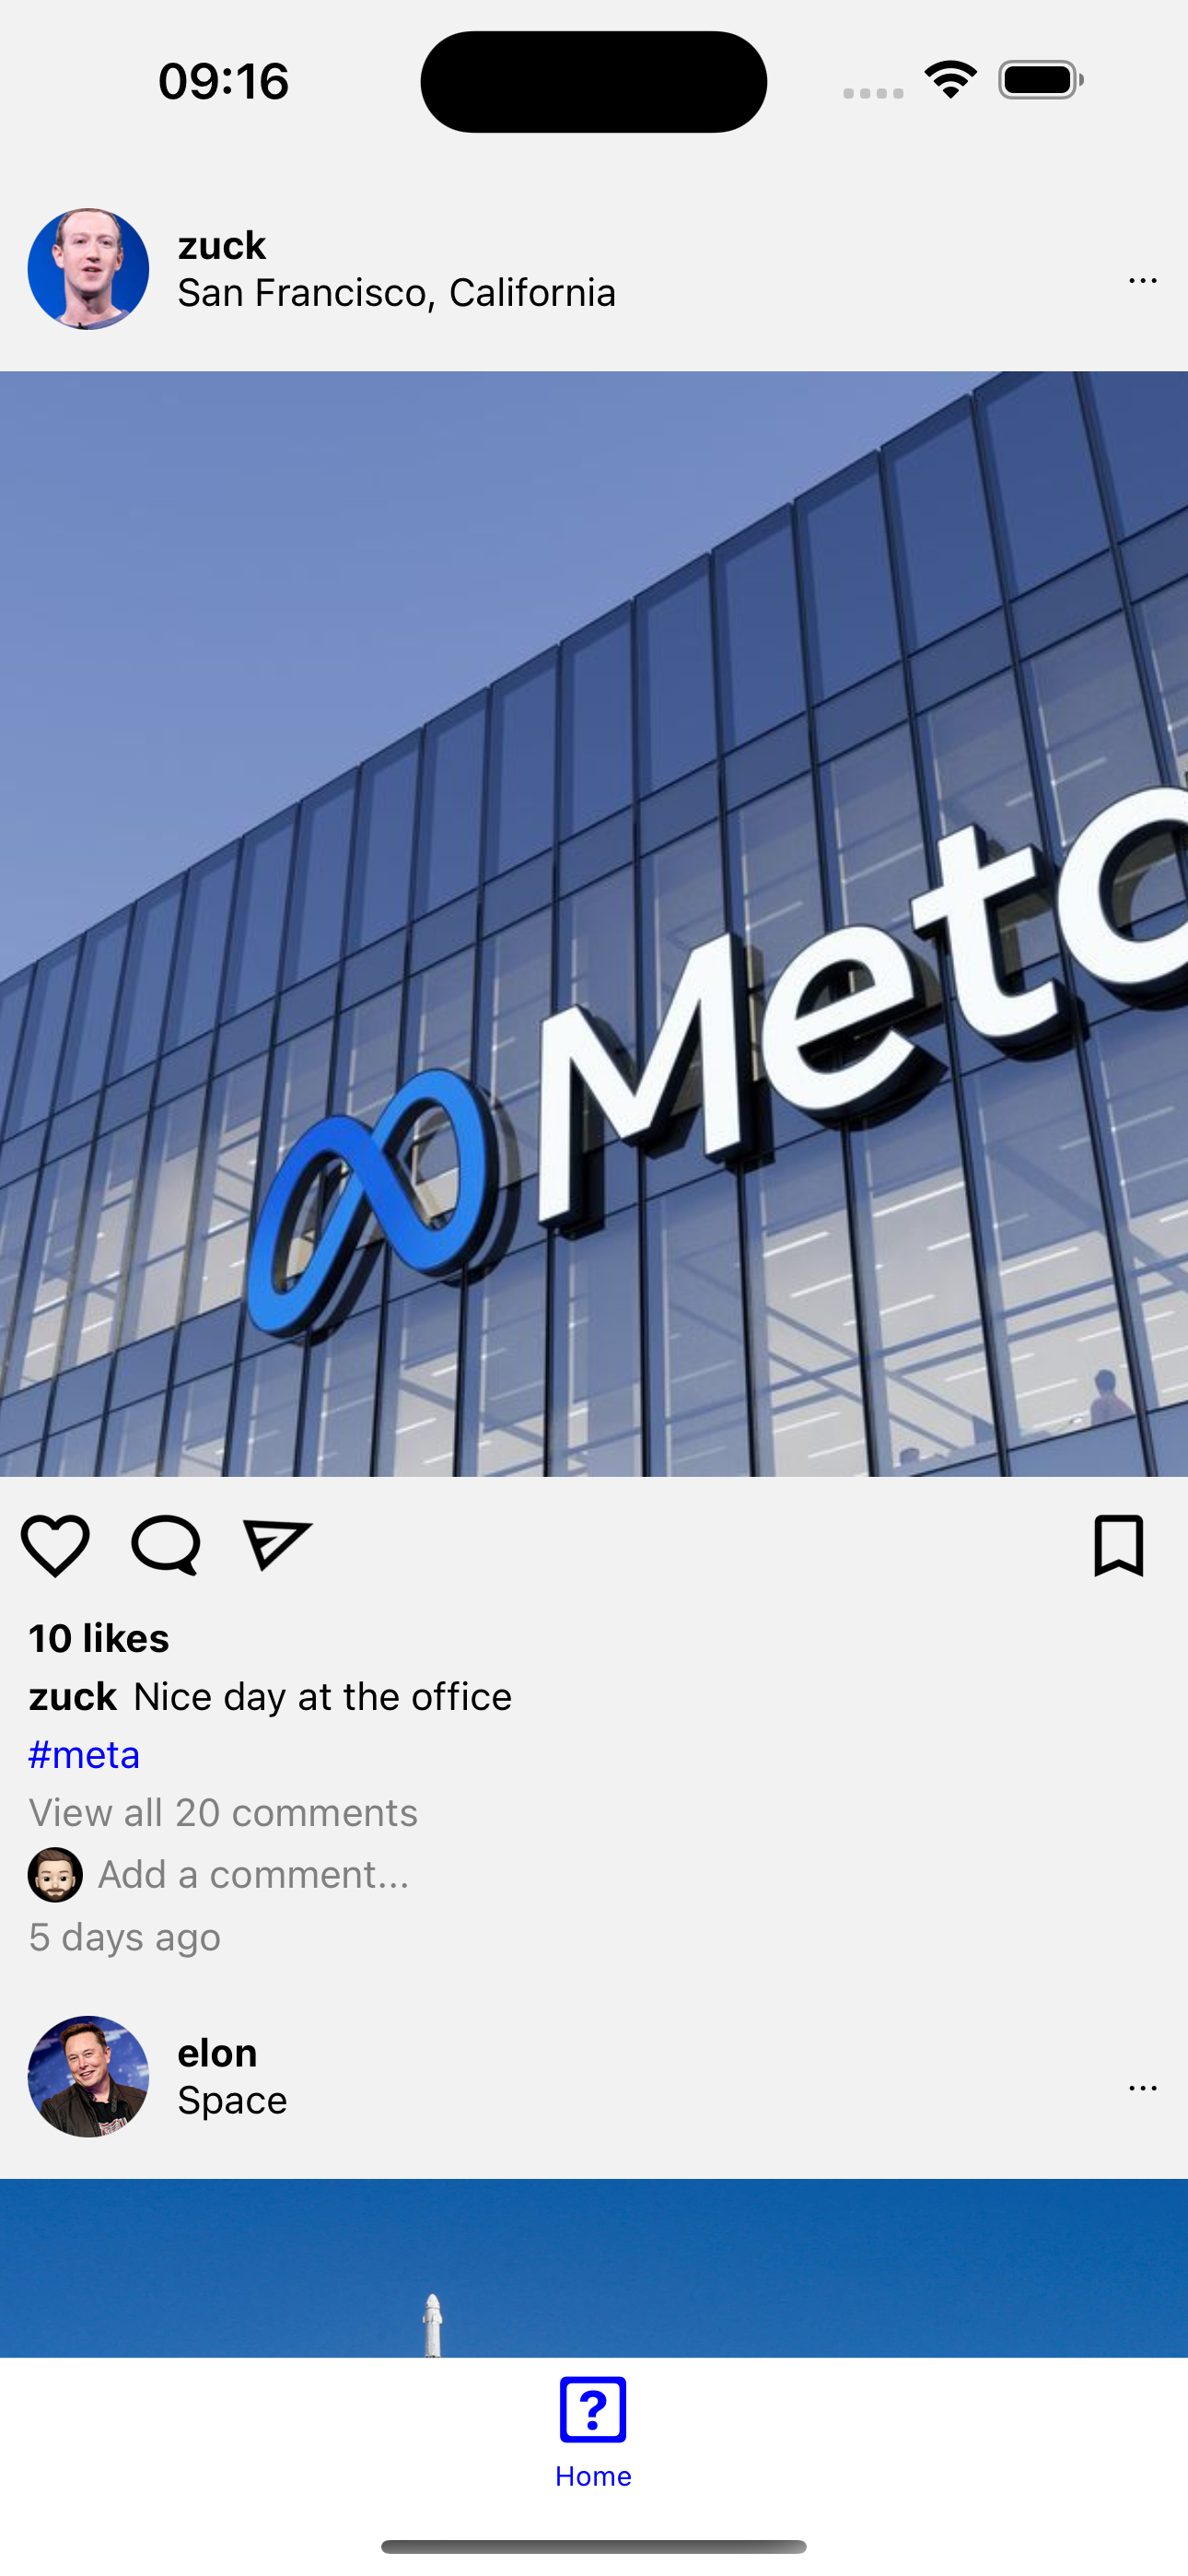 09:16
zuck
San Francisco, California
...
Meta
10 likes
zuck Nice day at the office
#meta
View all 20 comments
Add a comment...
5 days ago
elon
Space
...
?
Home